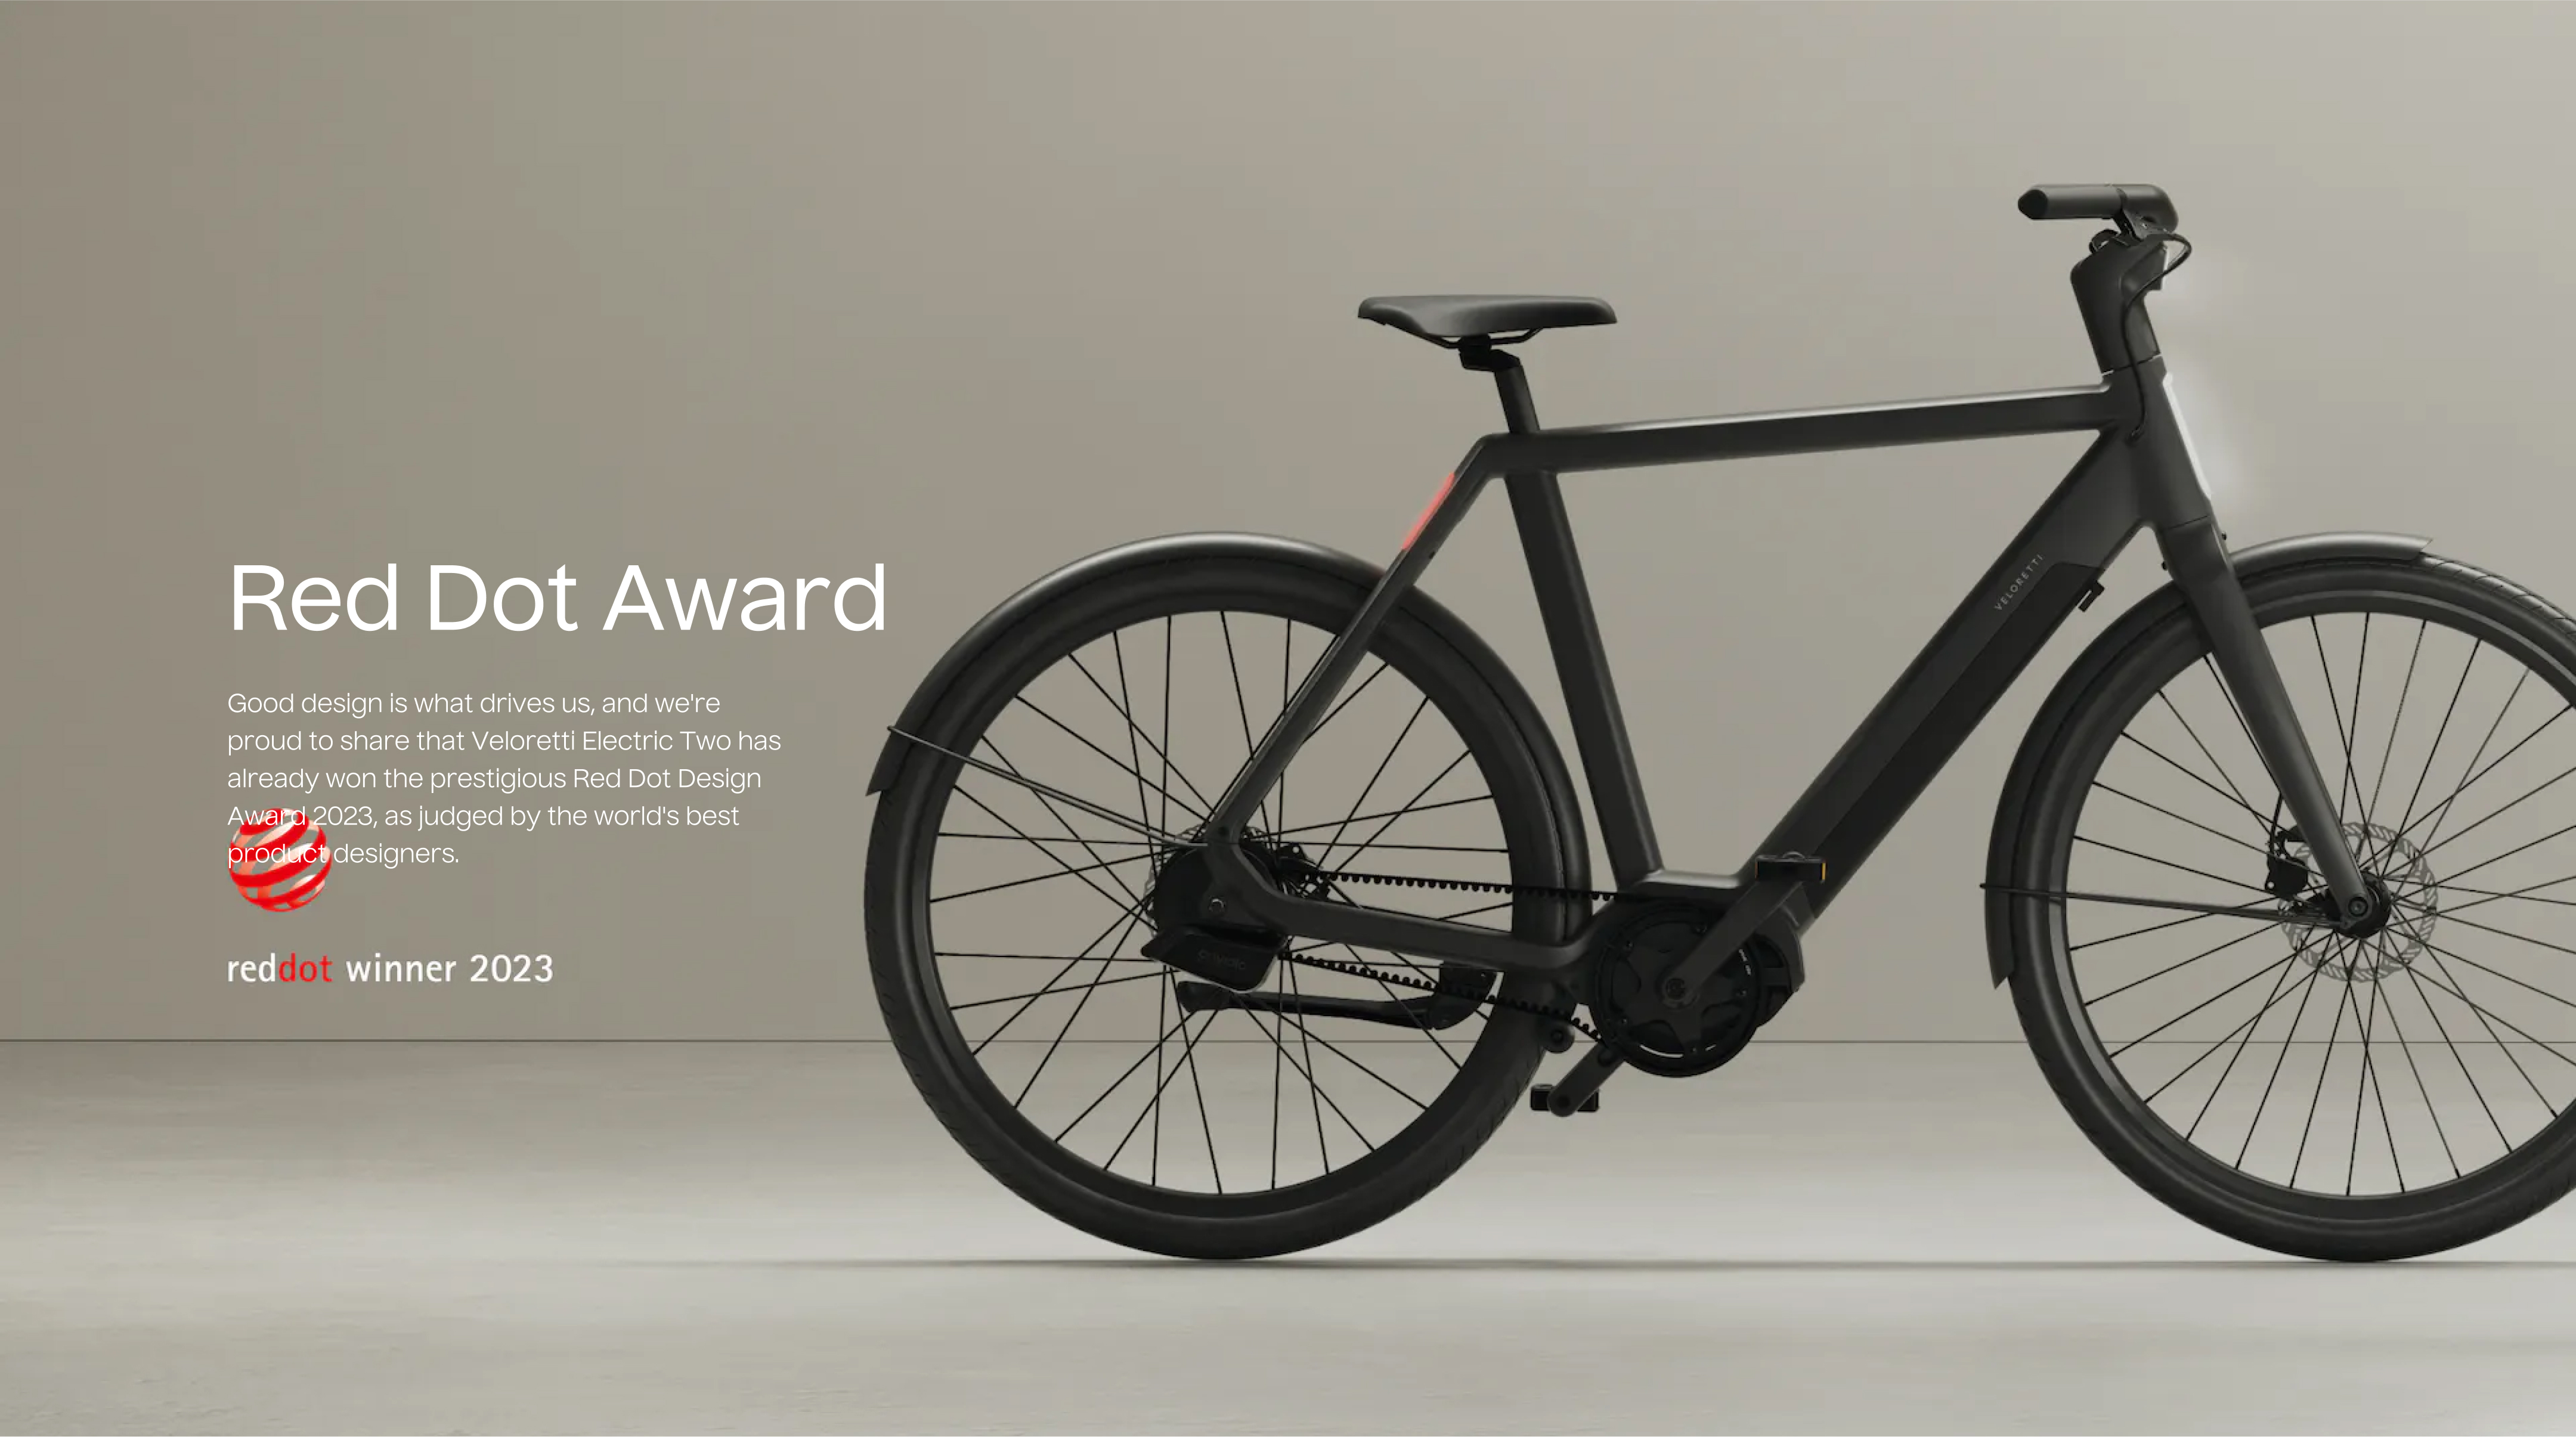 Red Dot Award
Good design is what drives us, and we're
proud to share that Veloretti Electric Two has
already won the prestigious Red Dot Design
Award 2023, as judged by the world's best
product designers.
reddot winner 2023
VELORETTI